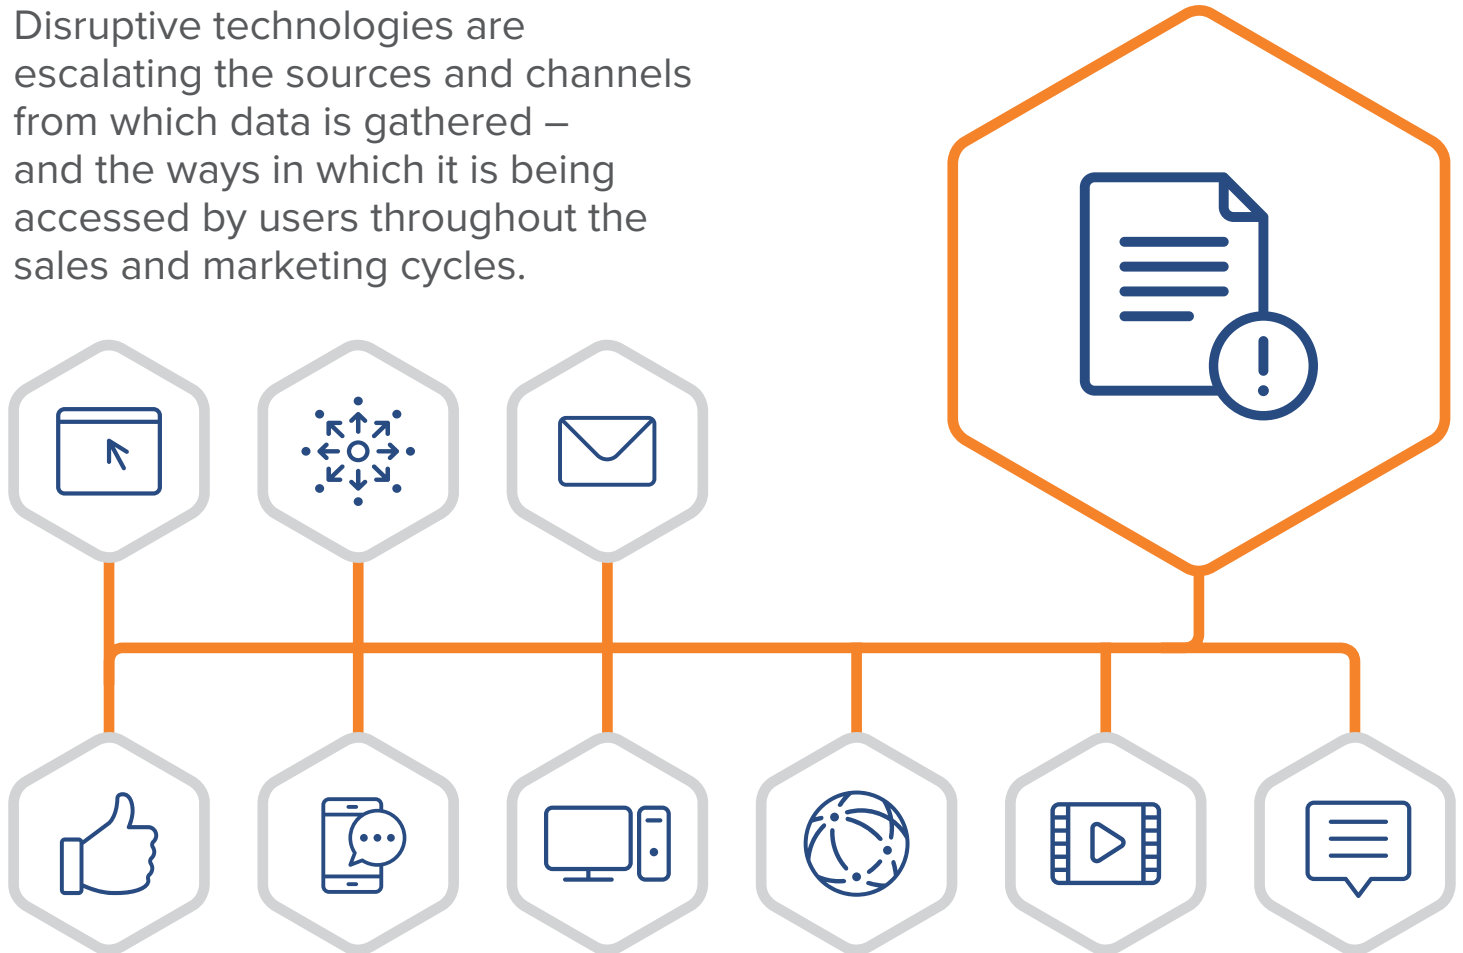 Disruptive technologies are
escalating the sources and channels
from which data is gathered –
and the ways in which it is being
accessed by users throughout the
sales and marketing cycles.